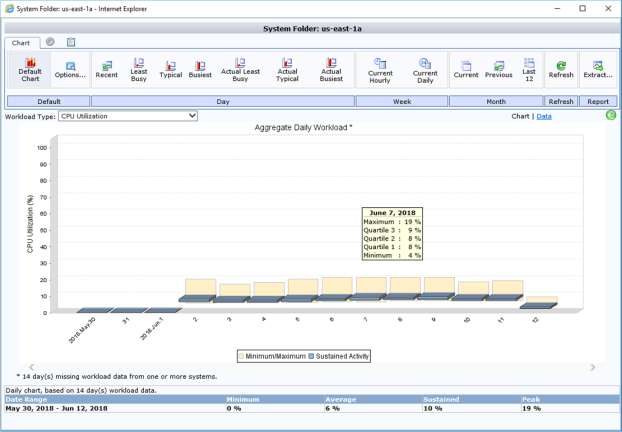 System Folder: us-east-1a - Internet Explorer
System Folder: us-east-1a
Chart
Default Chart
Options...
Recent
Least Busy
Typical
Busiest
Actual Least Busy
Actual Typical
Actual Busiest
Current Hourly
Current Daily
Current
Previous
Last 12
Refresh
Extract...
Default Day Week Month Refresh Report
Workload Type: CPU Utilization Chart | Data
Aggregate Daily Workload *
CPU Utilization (%)
100
90
80
70
60
50
40
30
20
10
0
June 7, 2018
Maximum : 19 %
Quartile 3 : 9 %
Quartile 2 : 8 %
Quartile 1 : 8 %
Minimum : 4 %
2018.May.30 31 2018.Jun.1 2 3 4 5 6 7 8 9 10 11 12
Minimum/Maximum Sustained Activity
* 14 day(s) missing workload data from one or more systems.
Daily chart, based on 14 day(s) workload data.
Date Range Minimum Average Sustained Peak
May 30, 2018 - Jun 12, 2018 0 % 6 % 10 % 19 %